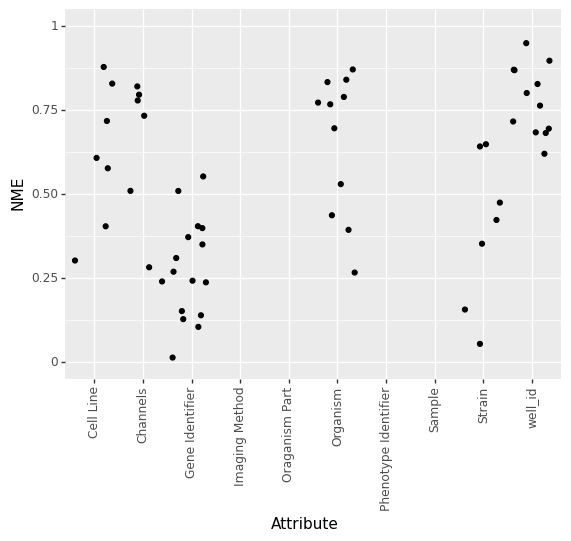 1
0.75
0.50
0.25
0
NME
Cell Line
Channels
Gene Identifier
Imaging Method
Oraganism Part
Organism
Phenotype Identifier
Sample
Strain
well_id
Attribute